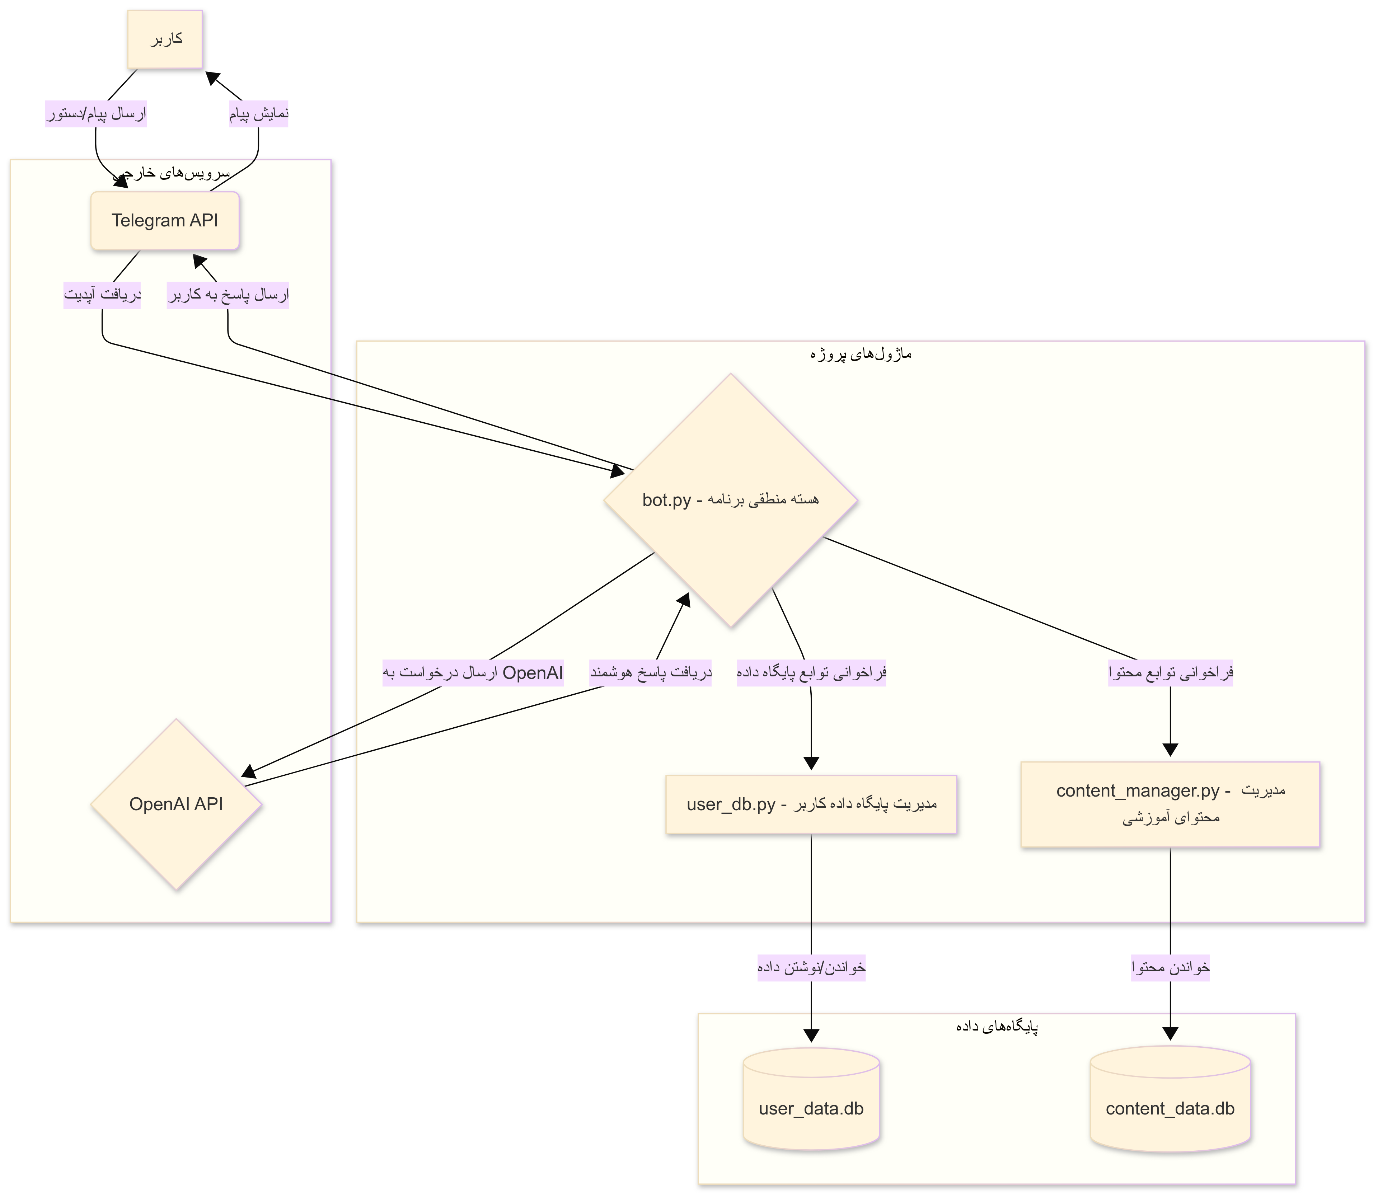 کاربر
ارسال پیام/دستور
نمایش پیام
سرویس‌های خارجی
Telegram API
دریافت آپدیت
ارسال پاسخ به کاربر
ماژول‌های پروژه
bot.py - هسته منطقی برنامه
ارسال درخواست به OpenAI
دریافت پاسخ هوشمند
فراخوانی توابع پایگاه داده
فراخوانی توابع محتوا
OpenAI API
user_db.py - مدیریت پایگاه داده کاربر
content_manager.py - مدیریت
محتوای آموزشی
خواندن/نوشتن داده
خواندن محتوا
پایگاه‌های داده
user_data.db
content_data.db